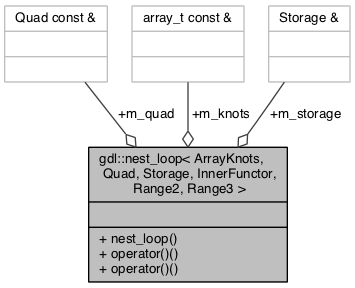 Quad const &
array_t const &
Storage &
+m_quad
+m_knots
+m_storage
gdl::nest_loop< ArrayKnots,
Quad, Storage, InnerFunctor,
Range2, Range3 >
+ nest_loop()
+ operator()()
+ operator()()